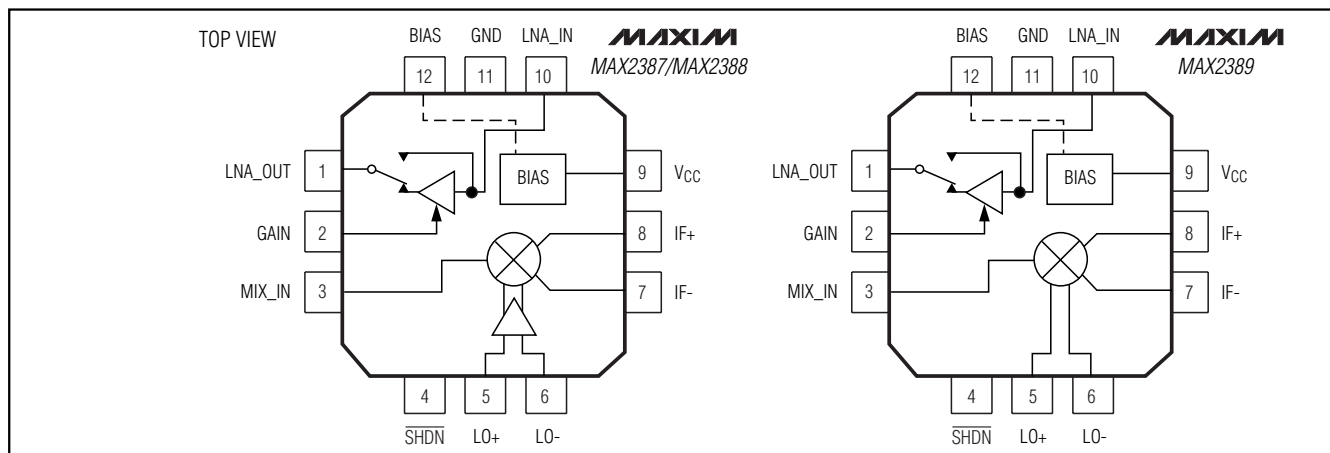 TOP VIEW
BIAS GND LNA_IN
MAXIM
MAX2387/MAX2388
12 11 10
LNA_OUT 1
BIAS
9 VCC
GAIN 2
8 IF+
MIX_IN 3
7 IF-
4 5 6
SHDN LO+ LO-
BIAS GND LNA_IN
MAXIM
MAX2389
12 11 10
LNA_OUT 1
BIAS
9 VCC
GAIN 2
8 IF+
MIX_IN 3
7 IF-
4 5 6
SHDN LO+ LO-